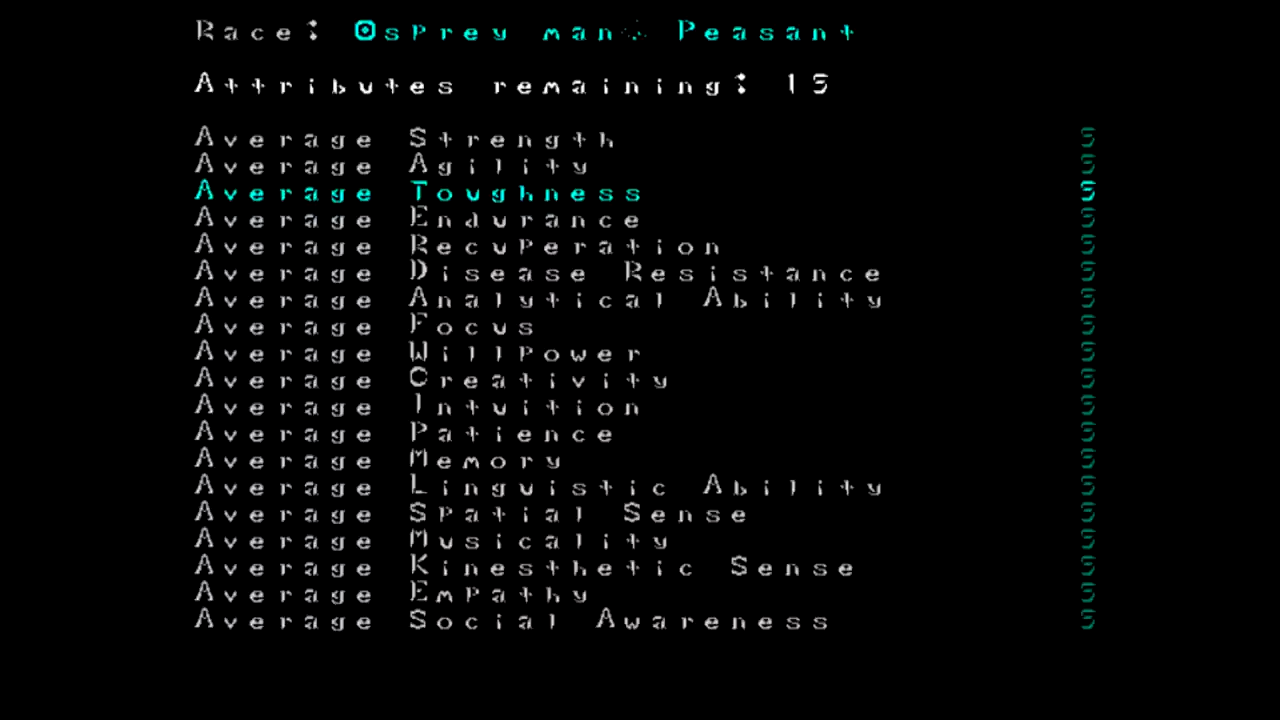 Race: Osprey man, Peasant
Attributes remaining: 15
Average Strength 5
Average Agility 5
Average Toughness 5
Average Endurance 5
Average Recuperation 5
Average Disease Resistance 5
Average Analytical Ability 5
Average Focus 5
Average Willpower 5
Average Creativity 5
Average Intuition 5
Average Patience 5
Average Memory 5
Average Linguistic Ability 5
Average Spatial Sense 5
Average Musicality 5
Average Kinesthetic Sense 5
Average Empathy 5
Average Social Awareness 5